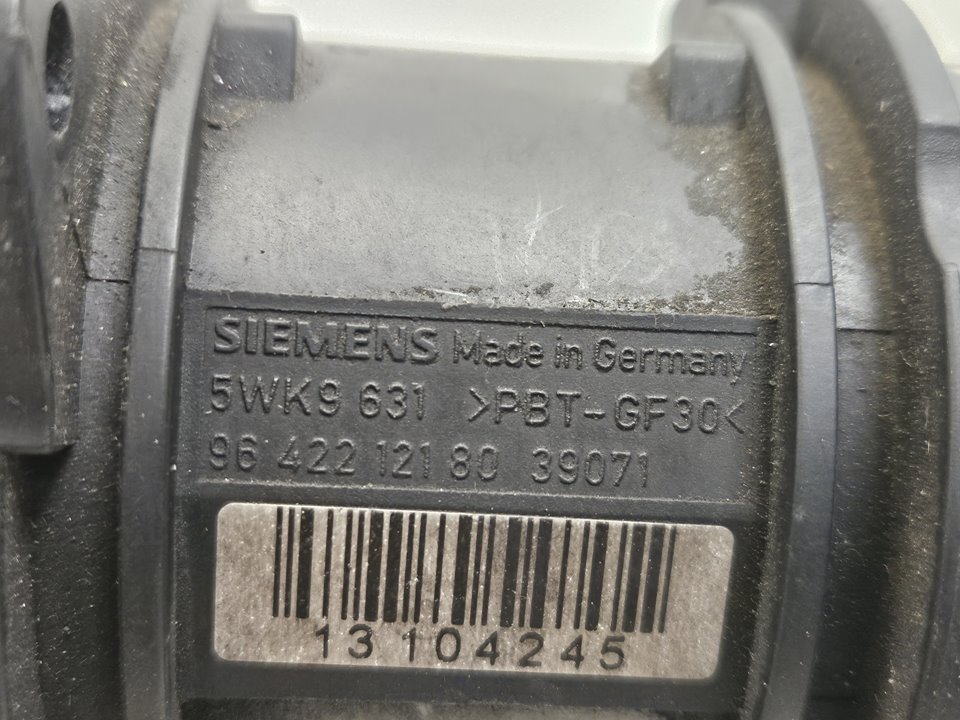 SIEMENS Made in Germany
5WK9 631 >PBT-GF30<
96 422 121 80 39071
13104245